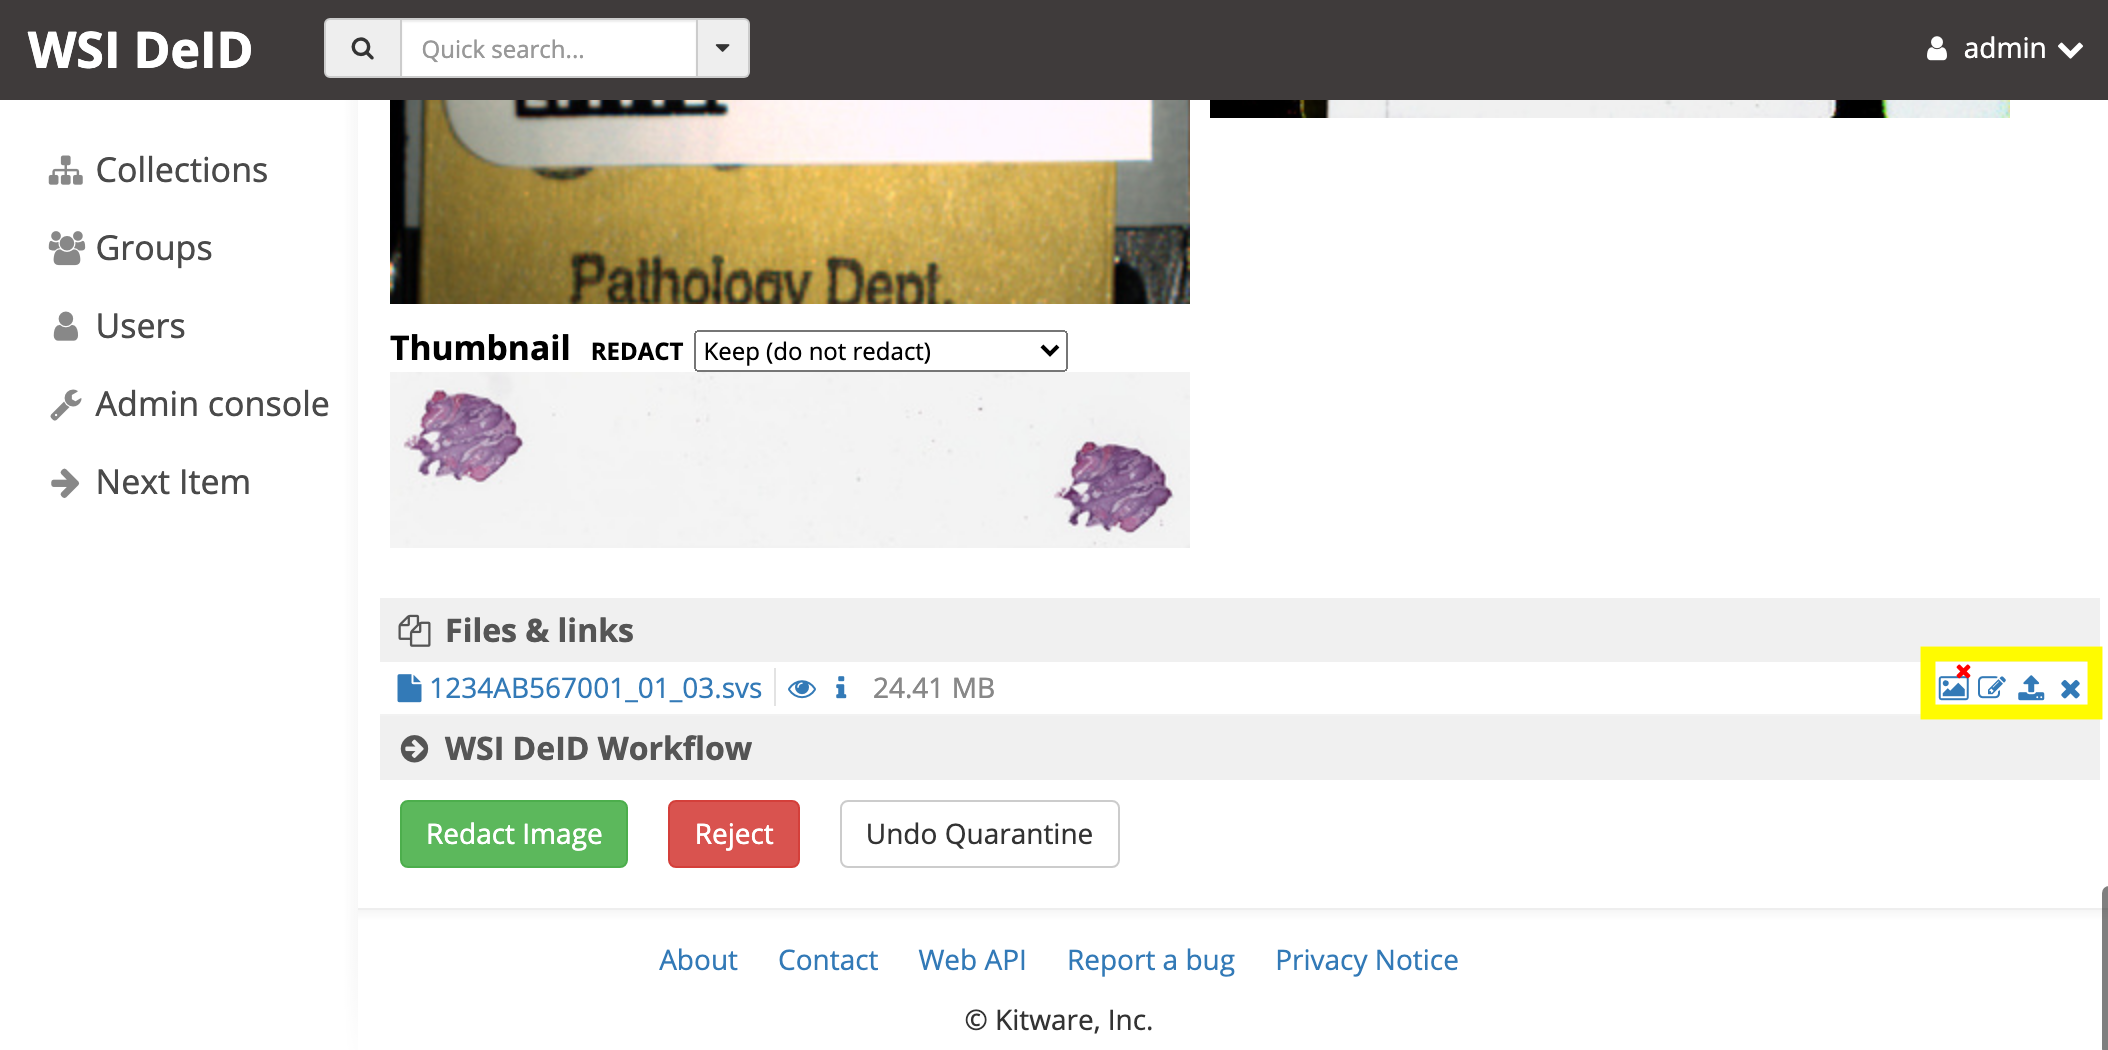 WSI DeID
Quick search...
admin
Collections
Groups
Users
Admin console
Next Item
Pathology Dept.
Thumbnail REDACT Keep (do not redact)
Files & links
1234AB567001_01_03.svs 24.41 MB
WSI DeID Workflow
Redact Image Reject Undo Quarantine
About Contact Web API Report a bug Privacy Notice
© Kitware, Inc.